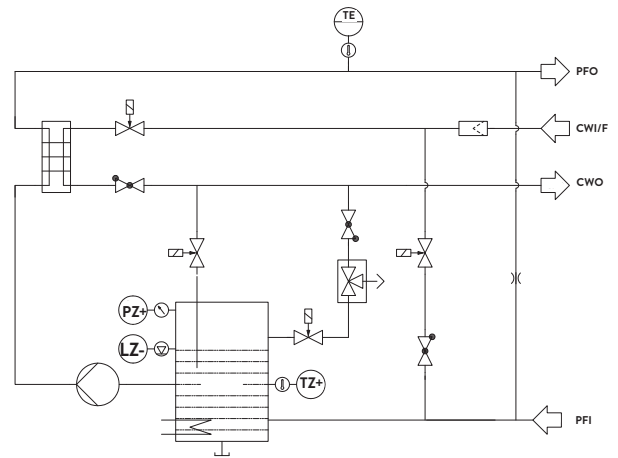 TE
PFO
CWI/F
CWO
PZ+
LZ-
TZ+
PFI